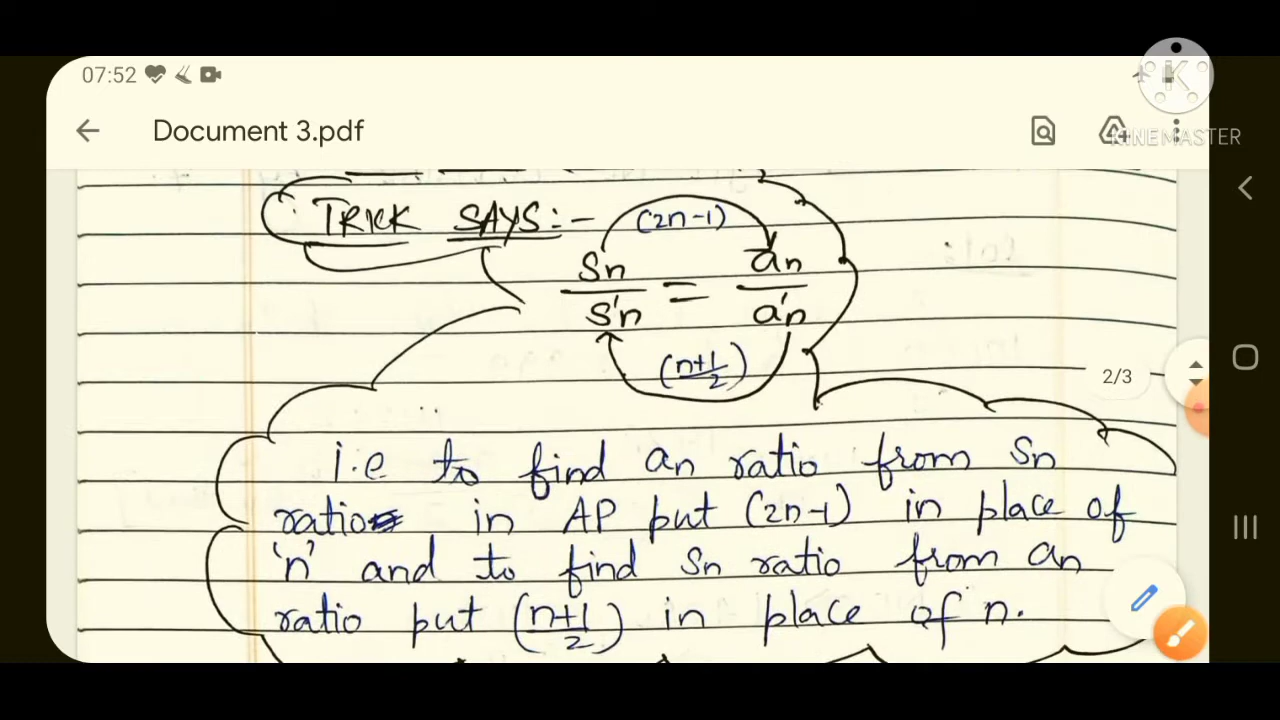 07:52
Document 3.pdf
KINEMASTER
TRICK SAYS:-
(2n-1)
Sn/S'n = an/a'n
(n+1/2)
2/3
i.e to find an ratio from Sn
ratio in AP put (2n-1) in place of
'n' and to find Sn ratio from an
ratio put (n+1/2) in place of n.